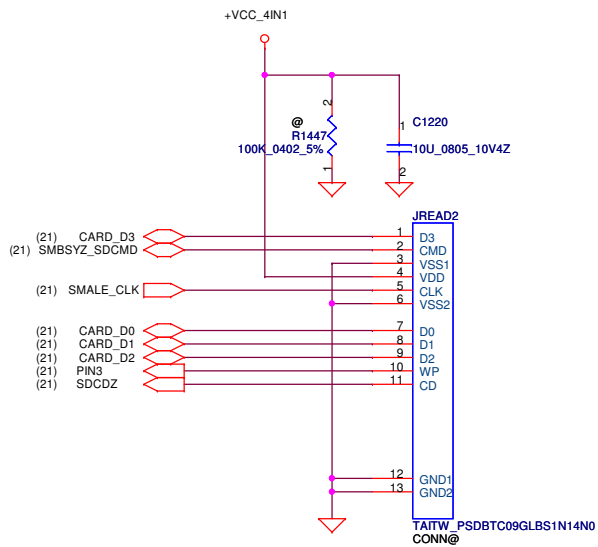 +VCC_4IN1
@
R1447
100K_0402_5%
2
1
C1220
10U_0805_10V4Z
1
2
JREAD2
(21) CARD_D3 1 D3
(21) SMBSYZ_SDCMD 2 CMD
3 VSS1
4 VDD
(21) SMALE_CLK 5 CLK
6 VSS2
(21) CARD_D0 7 D0
(21) CARD_D1 8 D1
(21) CARD_D2 9 D2
(21) PIN3 10 WP
(21) SDCDZ 11 CD
12 GND1
13 GND2
TAITW_PSDBTC09GLBS1N14N0
CONN@